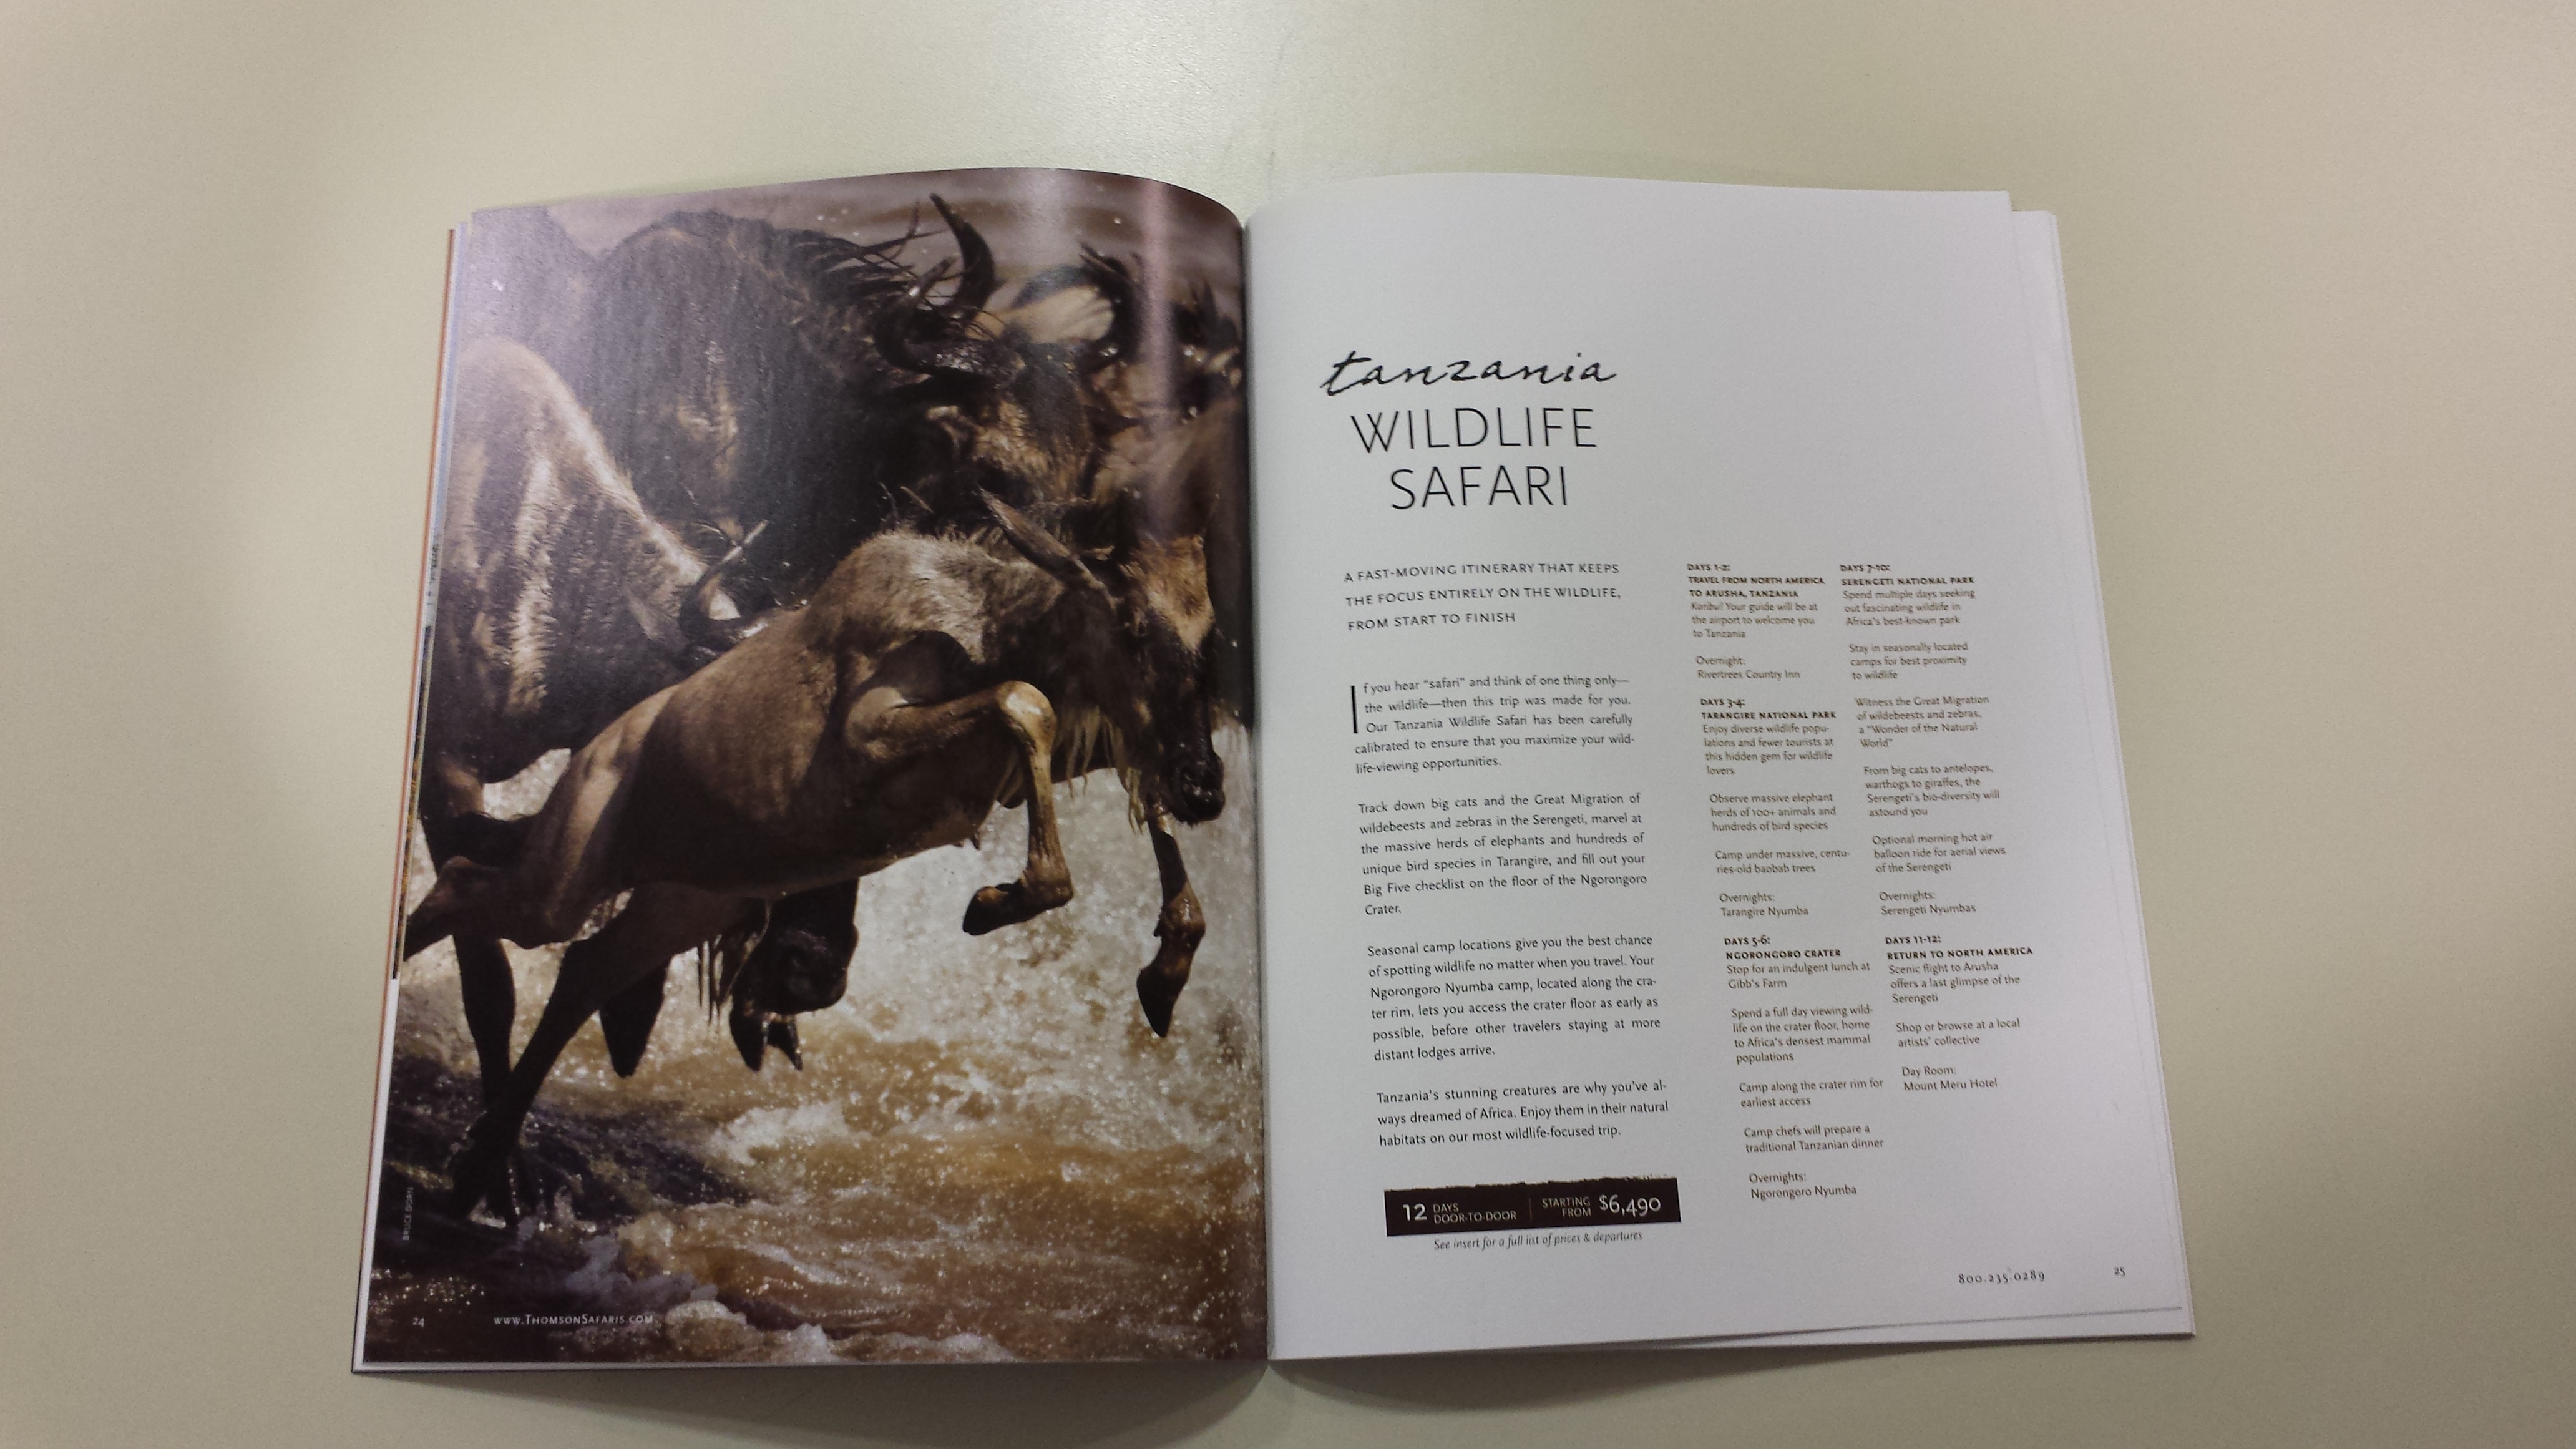 BRUCE DORN
24
www.ThomsonSafaris.com
tanzania
WILDLIFE
SAFARI
A FAST-MOVING ITINERARY THAT KEEPS
THE FOCUS ENTIRELY ON THE WILDLIFE,
FROM START TO FINISH
If you hear “safari” and think of one thing only—
the wildlife—then this trip was made for you.
Our Tanzania Wildlife Safari has been carefully
calibrated to ensure that you maximize your wild-
life-viewing opportunities.
Track down big cats and the Great Migration of
wildebeests and zebras in the Serengeti, marvel at
the massive herds of elephants and hundreds of
unique bird species in Tarangire, and fill out your
Big Five checklist on the floor of the Ngorongoro
Crater.
Seasonal camp locations give you the best chance
of spotting wildlife no matter when you travel. Your
Ngorongoro Nyumba camp, located along the cra-
ter rim, lets you access the crater floor as early as
possible, before other travelers staying at more
distant lodges arrive.
Tanzania's stunning creatures are why you've al-
ways dreamed of Africa. Enjoy them in their natural
habitats on our most wildlife-focused trip.
12 DAYS DOOR-TO-DOOR STARTING FROM $6,490
See insert for a full list of prices & departures
DAYS 1-2:
TRAVEL FROM NORTH AMERICA
TO ARUSHA, TANZANIA
Karibu! Your guide will be at
the airport to welcome you
to Tanzania
Overnight:
Rivertrees Country Inn
DAYS 3-4:
TARANGIRE NATIONAL PARK
Enjoy diverse wildlife popu-
lations and fewer tourists at
this hidden gem for wildlife
lovers
Observe massive elephant
herds of 100+ animals and
hundreds of bird species
Camp under massive, centu-
ries-old baobab trees
Overnights:
Tarangire Nyumba
DAYS 5-6:
NGORONGORO CRATER
Stop for an indulgent lunch at
Gibb's Farm
Spend a full day viewing wild-
life on the crater floor, home
to Africa's densest mammal
populations
Camp along the crater rim for
earliest access
Camp chefs will prepare a
traditional Tanzanian dinner
Overnights:
Ngorongoro Nyumba
DAYS 7-10:
SERENGETI NATIONAL PARK
Spend multiple days seeking
out fascinating wildlife in
Africa's best-known park
Stay in seasonally located
camps for best proximity
to wildlife
Witness the Great Migration
of wildebeests and zebras,
a “Wonder of the Natural
World”
From big cats to antelopes,
warthogs to giraffes, the
Serengeti's bio-diversity will
astound you
Optional morning hot air
balloon ride for aerial views
of the Serengeti
Overnights:
Serengeti Nyumbas
DAYS 11-12:
RETURN TO NORTH AMERICA
Scenic flight to Arusha
offers a last glimpse of the
Serengeti
Shop or browse at a local
artists' collective
Day Room:
Mount Meru Hotel
800.235.0289
25